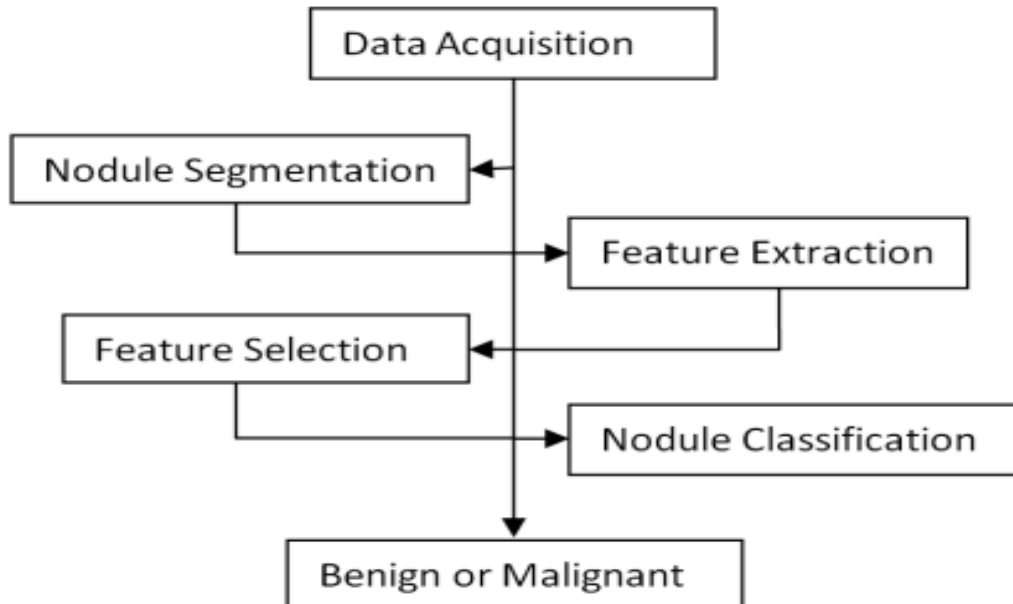 Data Acquisition
Nodule Segmentation
Feature Extraction
Feature Selection
Nodule Classification
Benign or Malignant